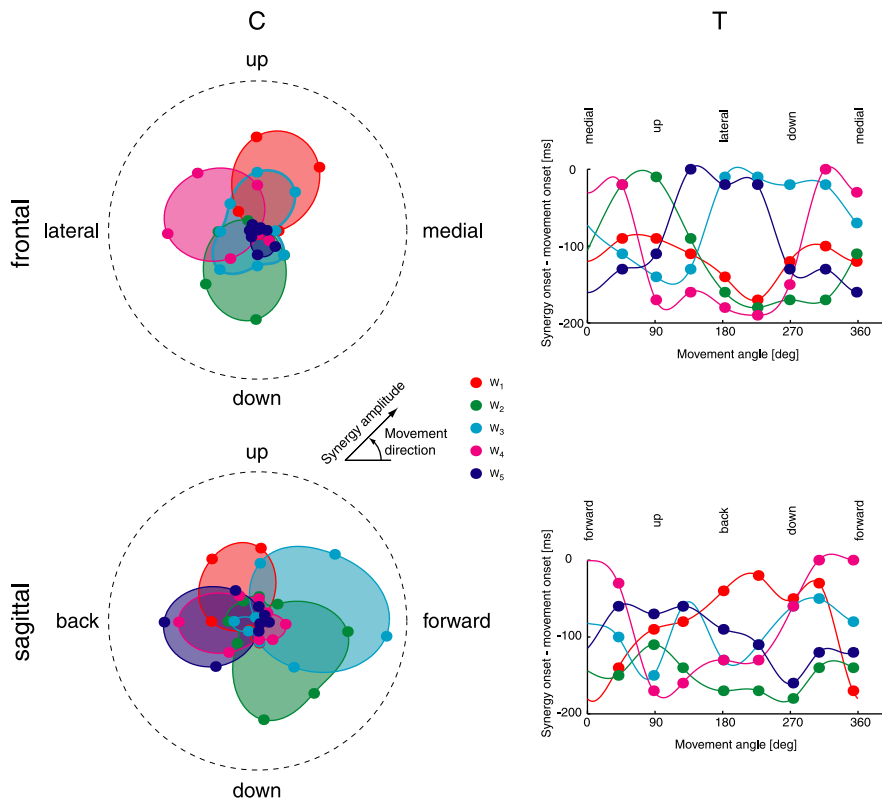 C
T
frontal
up
lateral
medial
down
medial
up
lateral
down
medial
Synergy onset - movement onset [ms]
0
-100
-200
0
90
180
270
360
Movement angle [deg]
Synergy amplitude
Movement
direction
W1
W2
W3
W4
W5
sagittal
up
back
forward
down
forward
up
back
down
forward
Synergy onset - movement onset [ms]
0
-100
-200
0
90
180
270
360
Movement angle [deg]